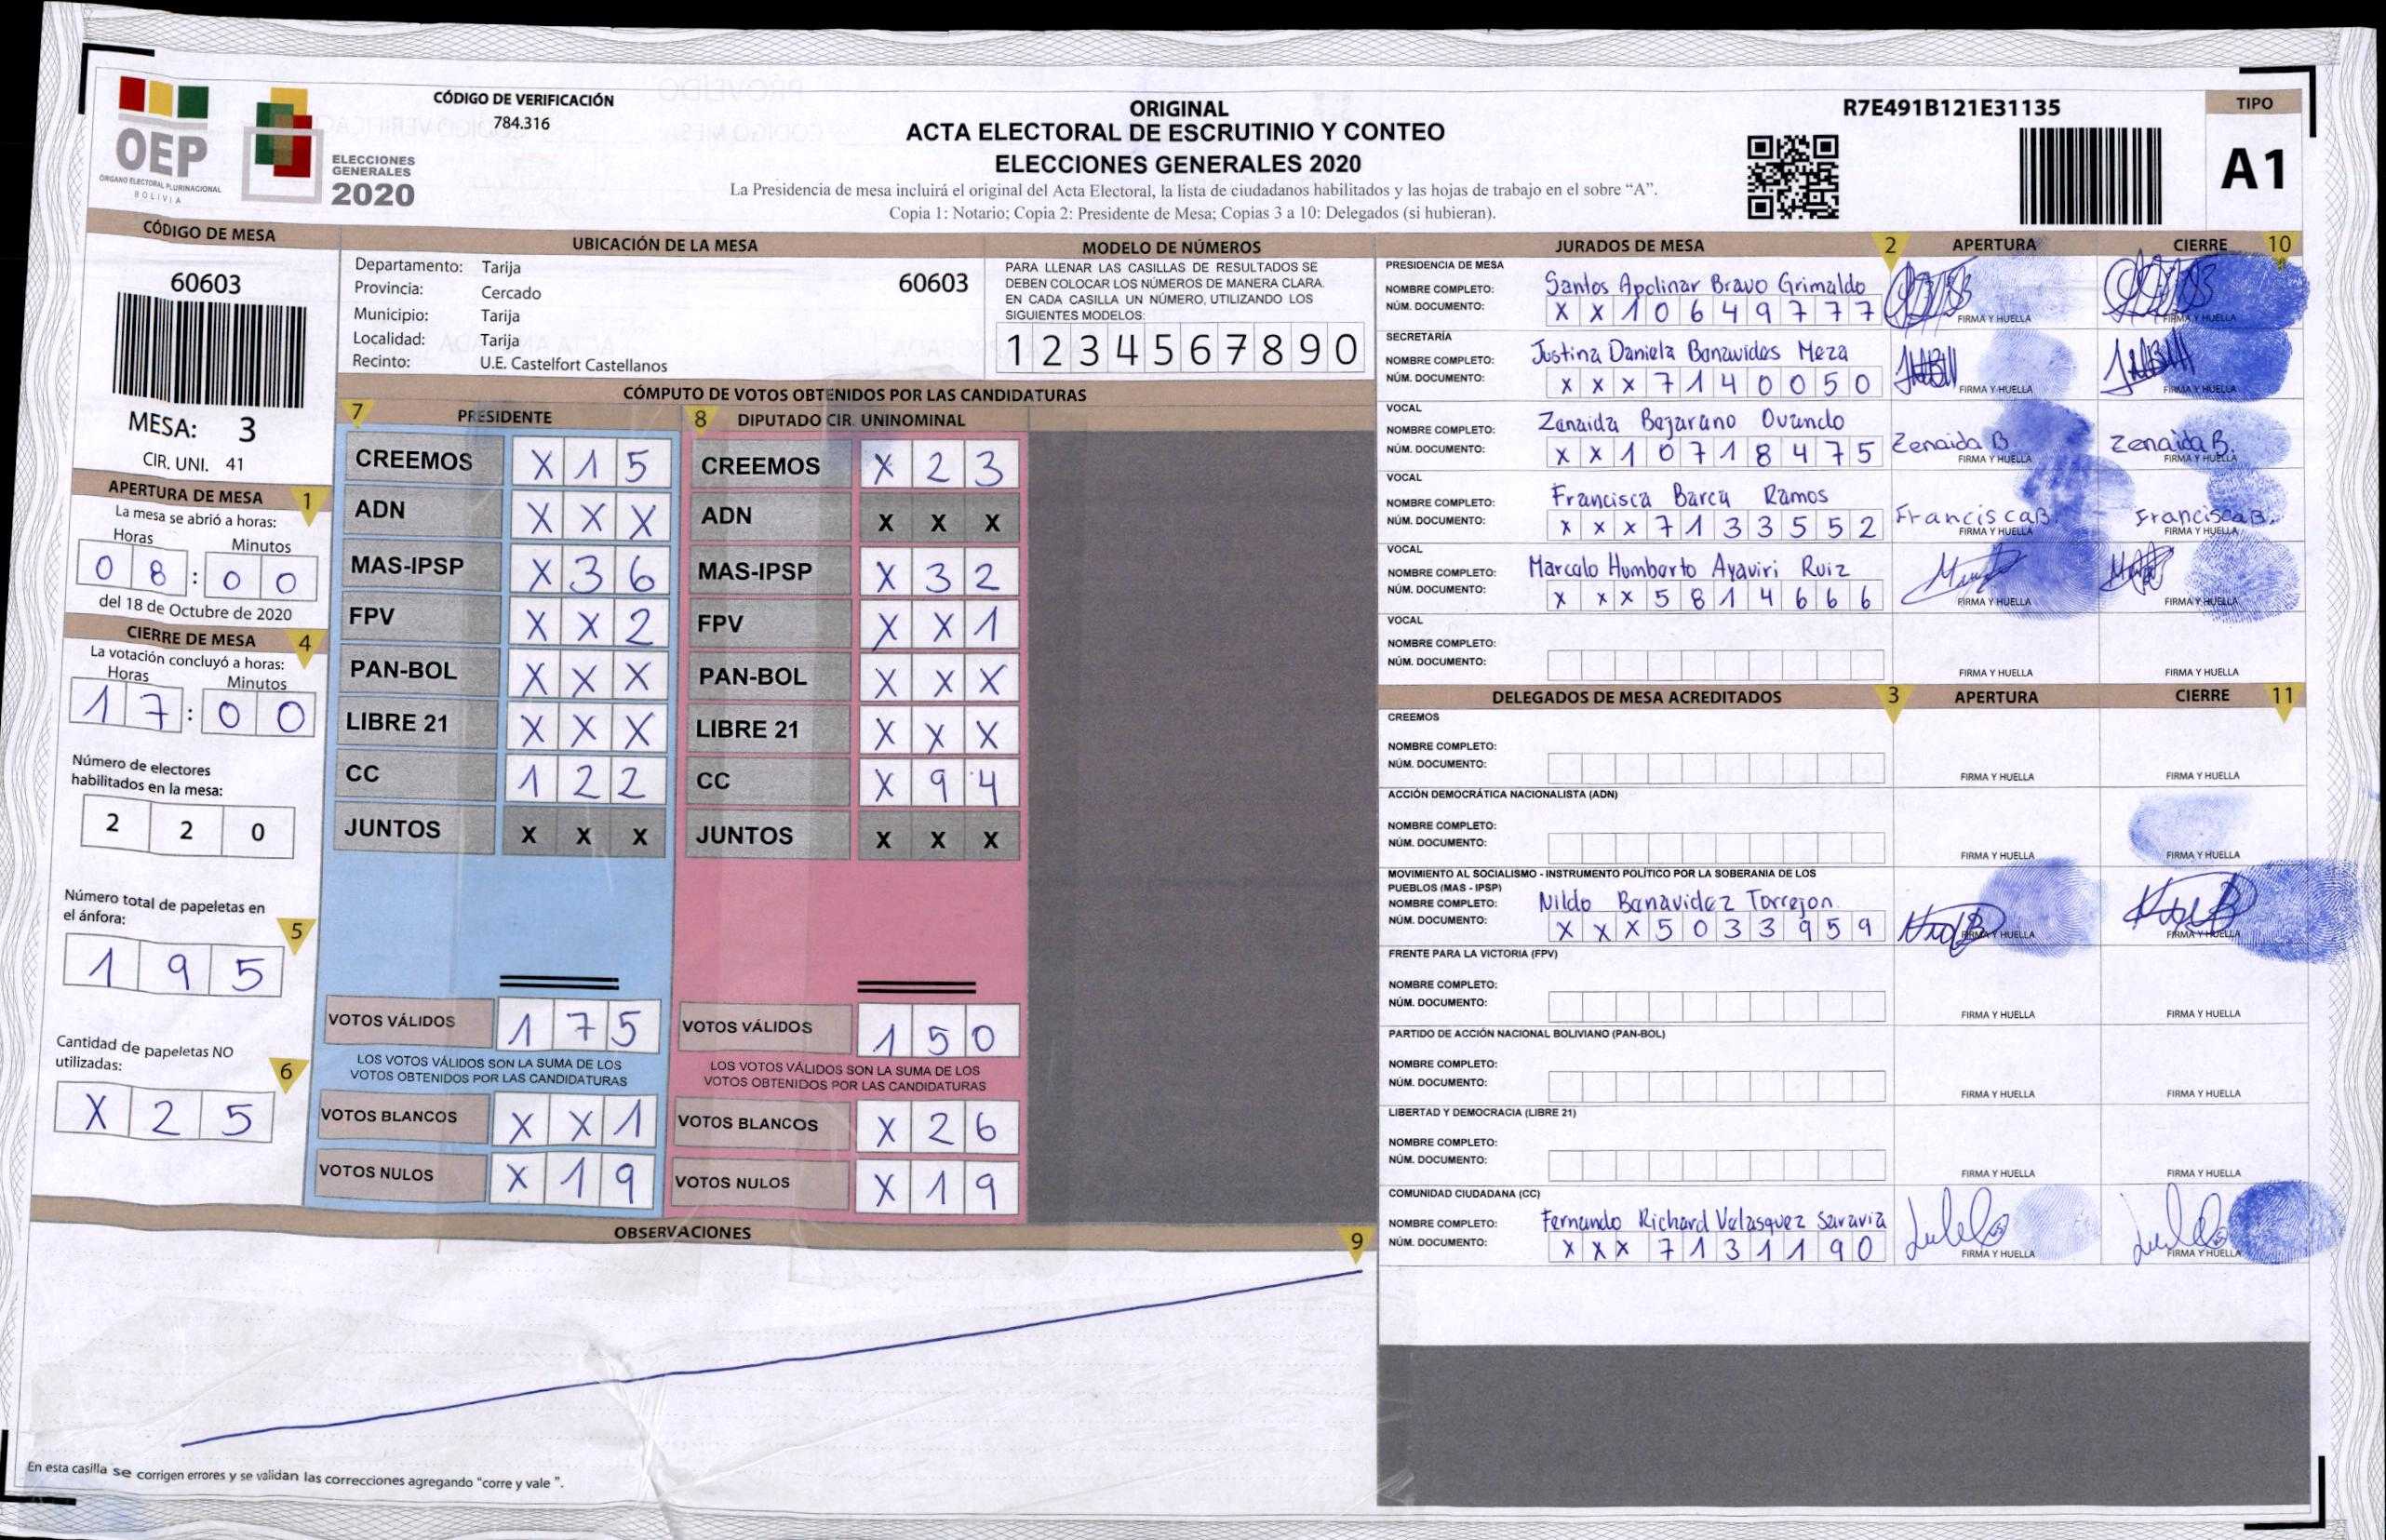 OEP
ÓRGANO ELECTORAL PLURINACIONAL
BOLIVIA
ELECCIONES
GENERALES
2020
CÓDIGO DE VERIFICACIÓN
784.316
ORIGINAL
ACTA ELECTORAL DE ESCRUTINIO Y CONTEO
ELECCIONES GENERALES 2020
La Presidencia de mesa incluirá el original del Acta Electoral, la lista de ciudadanos habilitados y las hojas de trabajo en el sobre “A”.
Copia 1: Notario; Copia 2: Presidente de Mesa; Copias 3 a 10: Delegados (si hubieran).
R7E491B121E31135
TIPO
A1
CÓDIGO DE MESA
60603
MESA: 3
CIR. UNI. 41
APERTURA DE MESA 1
La mesa se abrió a horas:
Horas Minutos
0 8 : 0 0
del 18 de Octubre de 2020
CIERRE DE MESA 4
La votación concluyó a horas:
Horas Minutos
1 7 : 0 0
Número de electores
habilitados en la mesa:
2 2 0
Número total de papeletas en
el ánfora: 5
1 9 5
Cantidad de papeletas NO
utilizadas: 6
X 2 5
UBICACIÓN DE LA MESA
Departamento: Tarija 60603
Provincia: Cercado
Municipio: Tarija
Localidad: Tarija
Recinto: U.E. Castelfort Castellanos
MODELO DE NÚMEROS
PARA LLENAR LAS CASILLAS DE RESULTADOS SE
DEBEN COLOCAR LOS NÚMEROS DE MANERA CLARA.
EN CADA CASILLA UN NÚMERO, UTILIZANDO LOS
SIGUIENTES MODELOS:
1 2 3 4 5 6 7 8 9 0
CÓMPUTO DE VOTOS OBTENIDOS POR LAS CANDIDATURAS
7 PRESIDENTE 8 DIPUTADO CIR. UNINOMINAL
CREEMOS X 1 5 CREEMOS X 2 3
ADN X X X ADN X X X
MAS-IPSP X 3 6 MAS-IPSP X 3 2
FPV X X 2 FPV X X 1
PAN-BOL X X X PAN-BOL X X X
LIBRE 21 X X X LIBRE 21 X X X
CC 1 2 2 CC X 9 4
JUNTOS X X X JUNTOS X X X
VOTOS VÁLIDOS 1 7 5 VOTOS VÁLIDOS 1 5 0
LOS VOTOS VÁLIDOS SON LA SUMA DE LOS LOS VOTOS VÁLIDOS SON LA SUMA DE LOS
VOTOS OBTENIDOS POR LAS CANDIDATURAS VOTOS OBTENIDOS POR LAS CANDIDATURAS
VOTOS BLANCOS X X 1 VOTOS BLANCOS X 2 6
VOTOS NULOS X 1 9 VOTOS NULOS X 1 9
OBSERVACIONES 9
En esta casilla se corrigen errores y se validan las correcciones agregando "corre y vale ".
JURADOS DE MESA 2 APERTURA CIERRE 10
PRESIDENCIA DE MESA
NOMBRE COMPLETO: Santos Apolinar Bravo Grimaldo
NÚM. DOCUMENTO: X X 1 0 6 4 9 7 7 7 FIRMA Y HUELLA FIRMA Y HUELLA
SECRETARÍA
NOMBRE COMPLETO: Justina Daniela Benavides Meza
NÚM. DOCUMENTO: X X X 7 1 4 0 0 5 0 FIRMA Y HUELLA FIRMA Y HUELLA
VOCAL
NOMBRE COMPLETO: Zenaida Bejarano Ovando
NÚM. DOCUMENTO: X X 1 0 7 1 8 4 7 5 Zenaida B. Zenaida B.
FIRMA Y HUELLA FIRMA Y HUELLA
VOCAL
NOMBRE COMPLETO: Francisca Barca Ramos
NÚM. DOCUMENTO: X X X 7 1 3 3 5 5 2 Francisca B. Francisca B.
FIRMA Y HUELLA FIRMA Y HUELLA
VOCAL
NOMBRE COMPLETO: Marcelo Humberto Ayaviri Ruiz
NÚM. DOCUMENTO: X X X 5 8 1 4 6 6 6 FIRMA Y HUELLA FIRMA Y HUELLA
VOCAL
NOMBRE COMPLETO:
NÚM. DOCUMENTO: FIRMA Y HUELLA FIRMA Y HUELLA
DELEGADOS DE MESA ACREDITADOS 3 APERTURA CIERRE 11
CREEMOS
NOMBRE COMPLETO:
NÚM. DOCUMENTO: FIRMA Y HUELLA FIRMA Y HUELLA
ACCIÓN DEMOCRÁTICA NACIONALISTA (ADN)
NOMBRE COMPLETO:
NÚM. DOCUMENTO: FIRMA Y HUELLA FIRMA Y HUELLA
MOVIMIENTO AL SOCIALISMO - INSTRUMENTO POLÍTICO POR LA SOBERANIA DE LOS
PUEBLOS (MAS - IPSP)
NOMBRE COMPLETO: Nildo Benavidez Torrejon
NÚM. DOCUMENTO: X X X 5 0 3 3 9 5 9 FIRMA Y HUELLA FIRMA Y HUELLA
FRENTE PARA LA VICTORIA (FPV)
NOMBRE COMPLETO:
NÚM. DOCUMENTO: FIRMA Y HUELLA FIRMA Y HUELLA
PARTIDO DE ACCIÓN NACIONAL BOLIVIANO (PAN-BOL)
NOMBRE COMPLETO:
NÚM. DOCUMENTO: FIRMA Y HUELLA FIRMA Y HUELLA
LIBERTAD Y DEMOCRACIA (LIBRE 21)
NOMBRE COMPLETO:
NÚM. DOCUMENTO: FIRMA Y HUELLA FIRMA Y HUELLA
COMUNIDAD CIUDADANA (CC)
NOMBRE COMPLETO: Fernando Richard Velasquez Saravia
NÚM. DOCUMENTO: X X X 7 1 3 1 1 9 0 FIRMA Y HUELLA FIRMA Y HUELLA